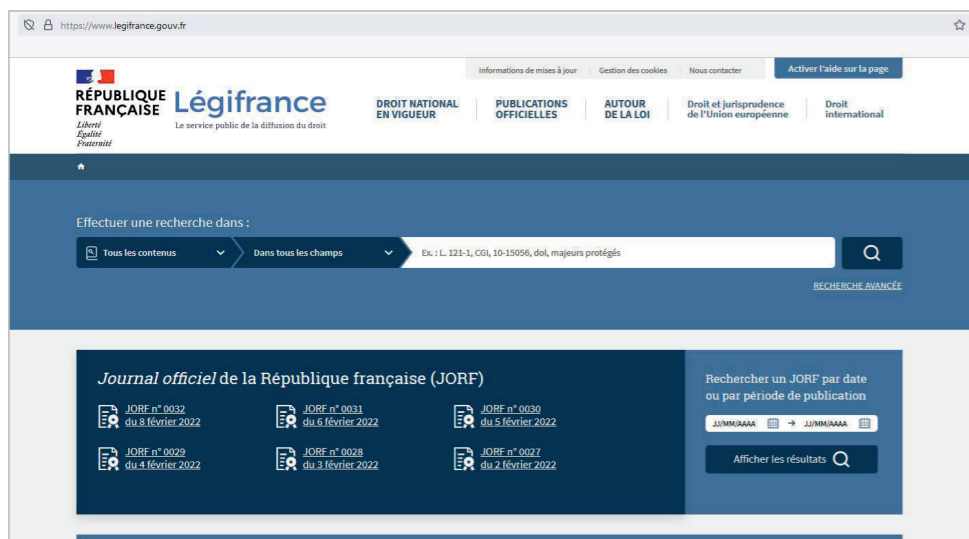 https://www.legifrance.gouv.fr
Informations de mises à jour
Gestion des cookies
Nous contacter
Activer l'aide sur la page
RÉPUBLIQUE
FRANÇAISE
Liberté
Égalité
Fraternité
Légifrance
Le service public de la diffusion du droit
DROIT NATIONAL
EN VIGUEUR
PUBLICATIONS
OFFICIELLES
AUTOUR
DE LA LOI
Droit et jurisprudence
de l'Union européenne
Droit
international
Effectuer une recherche dans :
Tous les contenus
Dans tous les champs
Ex. : L. 121-1, CGI, 10-15056, dol, majeurs protégés
RECHERCHE AVANCÉE
Journal officiel de la République française (JORF)
JORF n° 0032
du 8 février 2022
JORF n° 0031
du 6 février 2022
JORF n° 0030
du 5 février 2022
JORF n° 0029
du 4 février 2022
JORF n° 0028
du 3 février 2022
JORF n° 0027
du 2 février 2022
Rechercher un JORF par date
ou par période de publication
JJ/MM/AAAA → JJ/MM/AAAA
Afficher les résultats